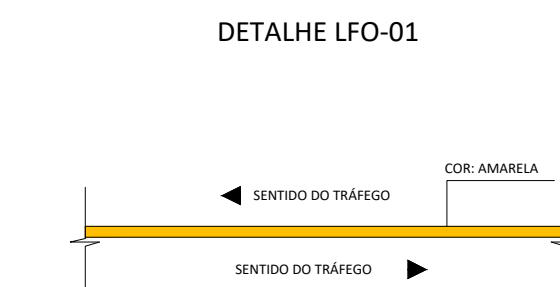 DETALHE LFO-01
COR: AMARELA
SENTIDO DO TRÁFEGO
SENTIDO DO TRÁFEGO